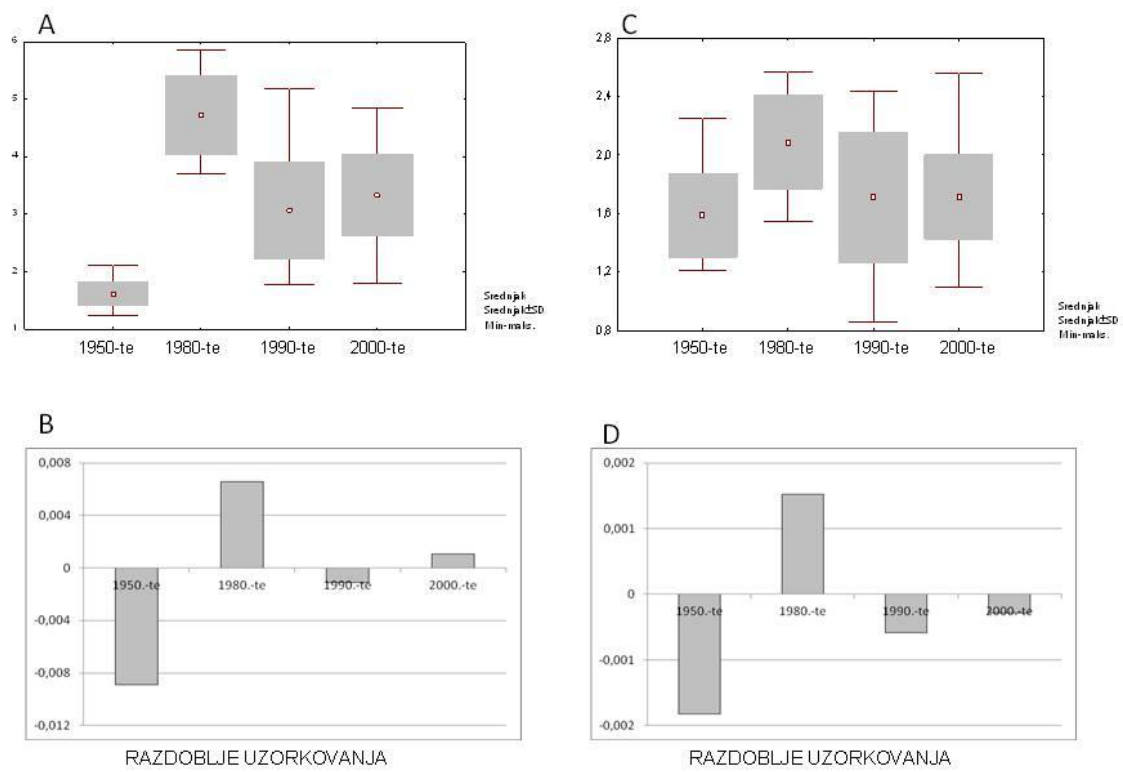 A
6
5
4
3
2
1
1950-te 1980-te 1990-te 2000-te
Srednjak
Srednjak±SD
Min-maks.
C
2,8
2,4
2,0
1,6
1,2
0,8
1950-te 1980-te 1990-te 2000-te
Srednjak
Srednjak±SD
Min-maks.
B
0,008
0,004
0
-0,004
-0,008
-0,012
1950.-te 1980.-te 1990.-te 2000.-te
RAZDOBLJE UZORKOVANJA
D
0,002
0,001
0
-0,001
-0,002
1950.-te 1980.-te 1990.-te 2000.-te
RAZDOBLJE UZORKOVANJA